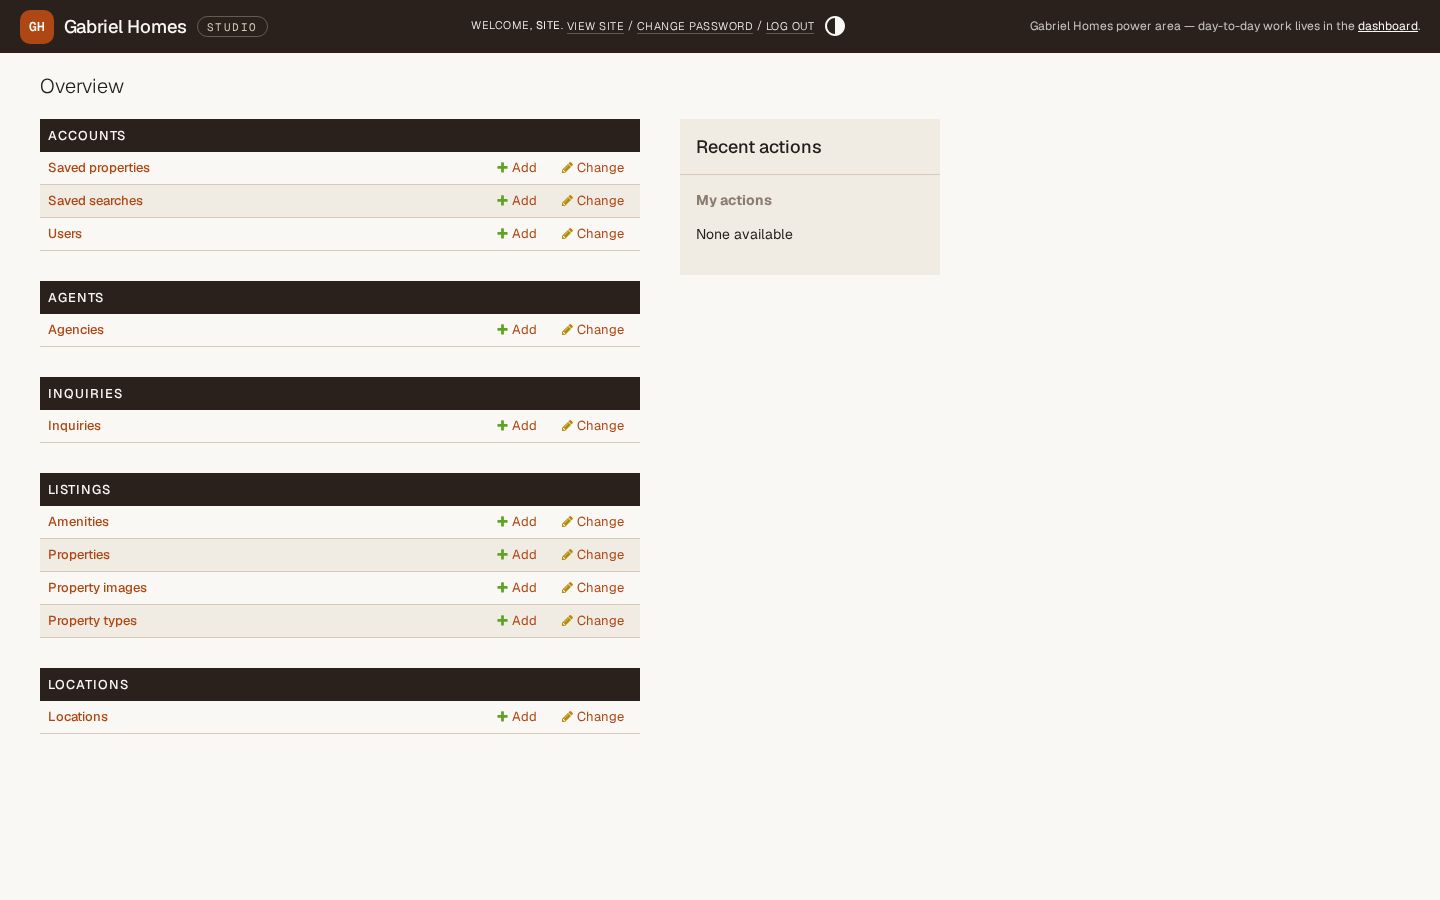 GH Gabriel Homes STUDIO
WELCOME, SITE. VIEW SITE / CHANGE PASSWORD / LOG OUT
Gabriel Homes power area — day-to-day work lives in the dashboard.
Overview
ACCOUNTS
Saved properties Add Change
Saved searches Add Change
Users Add Change
AGENTS
Agencies Add Change
INQUIRIES
Inquiries Add Change
LISTINGS
Amenities Add Change
Properties Add Change
Property images Add Change
Property types Add Change
LOCATIONS
Locations Add Change
Recent actions
My actions
None available